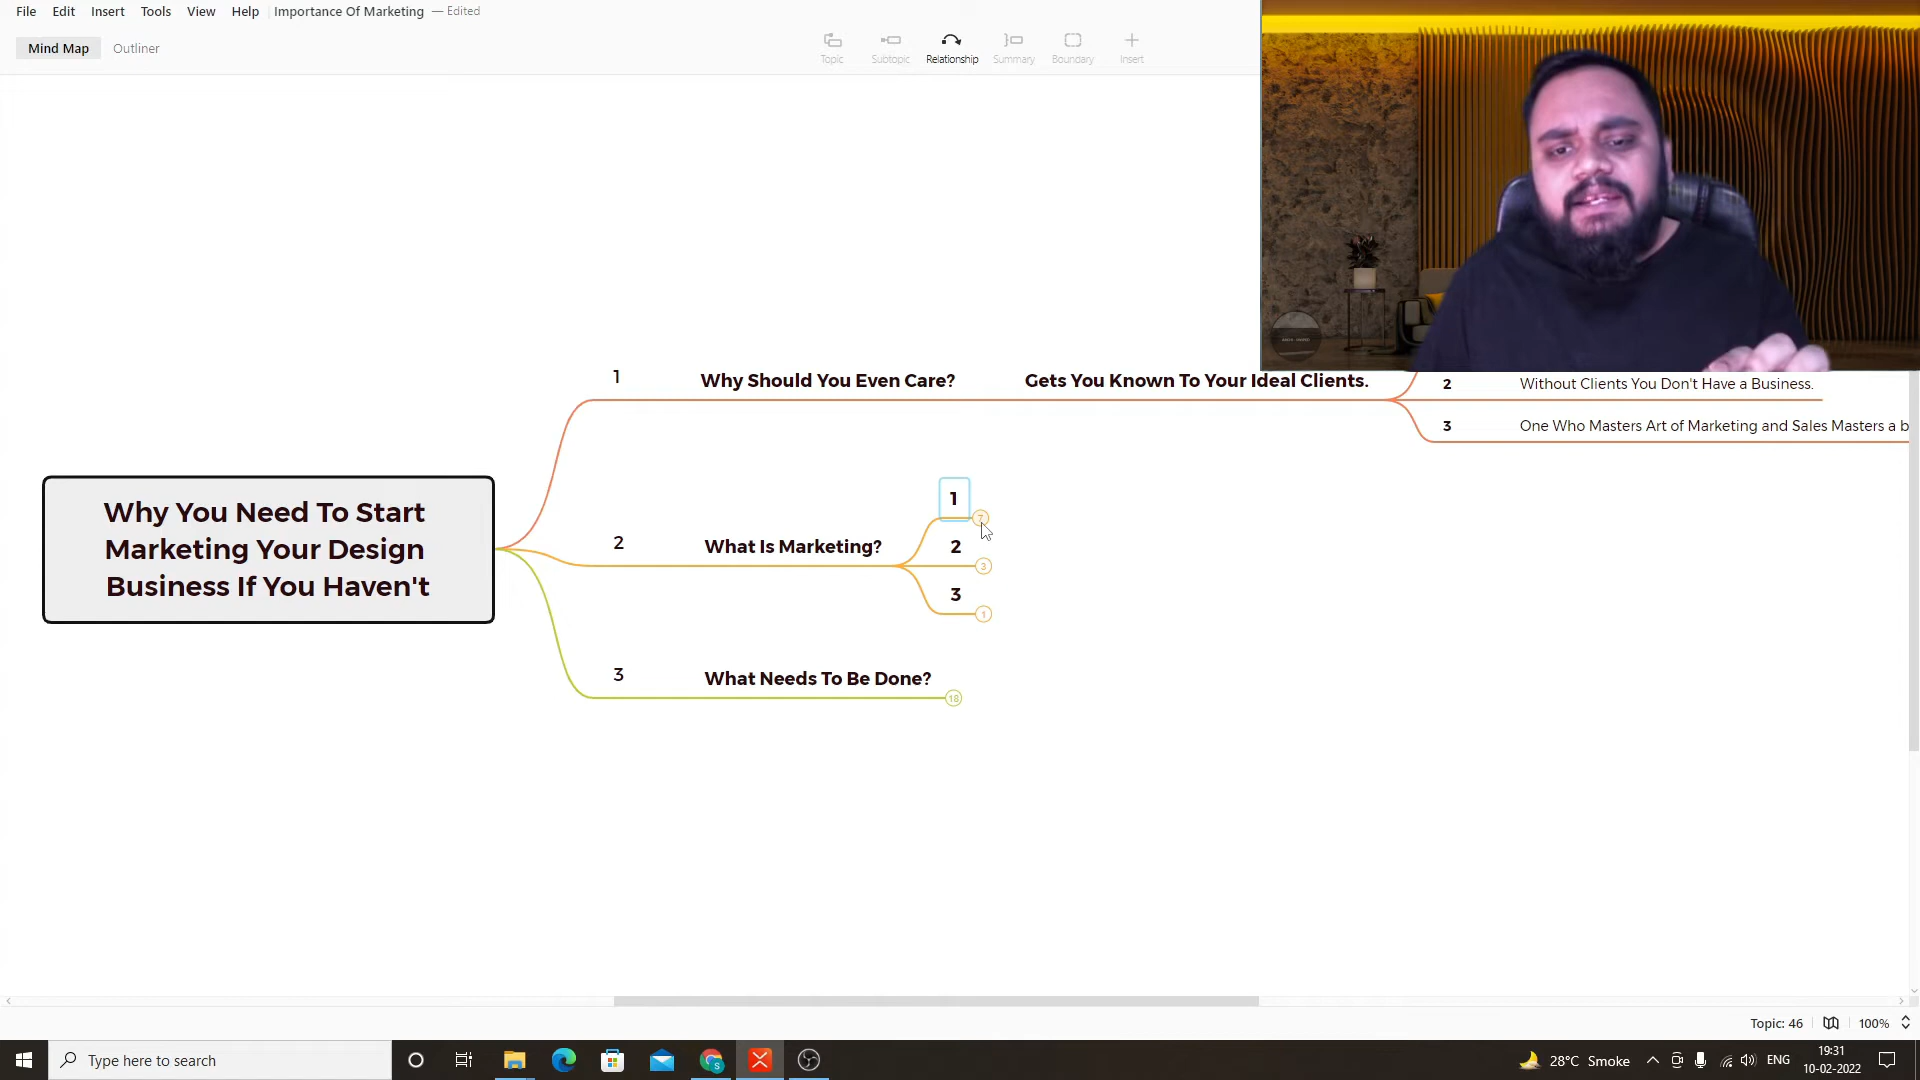 File Edit Insert Tools View Help Importance Of Marketing — Edited
Mind Map Outliner
Topic Subtopic Relationship Summary Boundary Insert
1 Why Should You Even Care? Gets You Known To Your Ideal Clients.
2 Without Clients You Don't Have a Business.
3 One Who Masters Art of Marketing and Sales Masters a b
Why You Need To Start
Marketing Your Design
Business If You Haven't
2 What Is Marketing?
1 7
2 3
3 1
3 What Needs To Be Done? 18
Topic: 46 100%
Type here to search
28°C Smoke ENG 19:31
10-02-2022